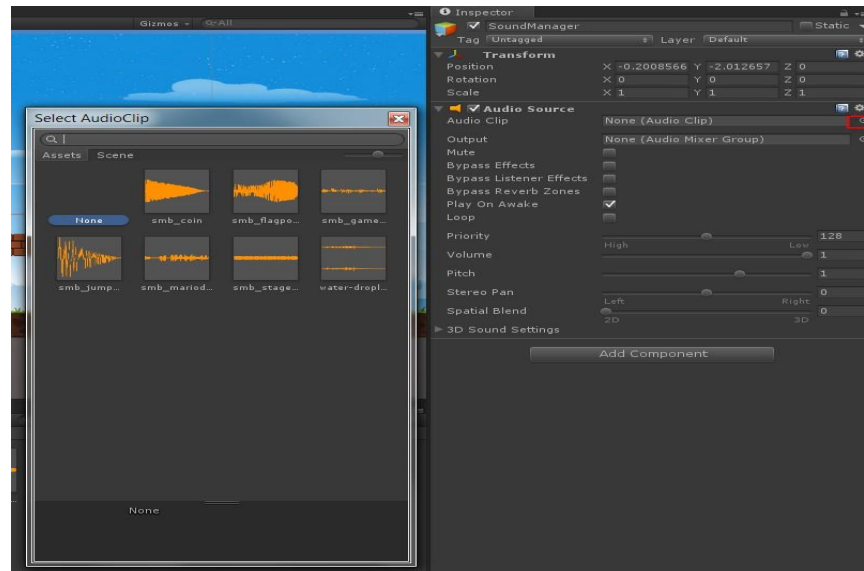 Gizmos
All
Select AudioClip
Assets Scene
None smb_coin smb_flagpo... smb_game...
smb_jump... smb_mariod... smb_stage... water-dropl...
None
Inspector
SoundManager Static
Tag Untagged Layer Default
Transform
Position X -0.2008566 Y -2.012657 Z 0
Rotation X 0 Y 0 Z 0
Scale X 1 Y 1 Z 1
Audio Source
Audio Clip None (Audio Clip)
Output None (Audio Mixer Group)
Mute
Bypass Effects
Bypass Listener Effects
Bypass Reverb Zones
Play On Awake
Loop
Priority 128
High Low
Volume 1
Pitch 1
Stereo Pan 0
Left Right
Spatial Blend 0
2D 3D
3D Sound Settings
Add Component